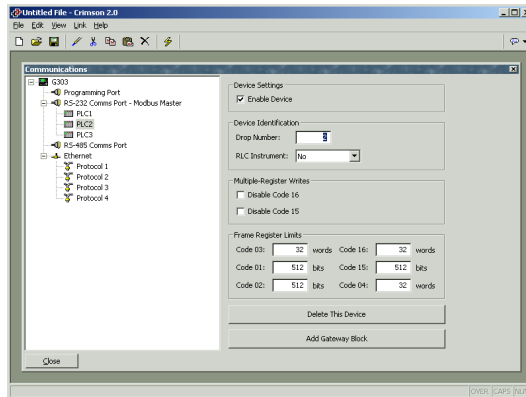 Untitled File - Crimson 2.0
File Edit View Link Help
Communications
G303
Programming Port
RS-232 Comms Port - Modbus Master
PLC1
PLC2
PLC3
RS-485 Comms Port
Ethernet
Protocol 1
Protocol 2
Protocol 3
Protocol 4
Device Settings
Enable Device
Device Identification
Drop Number: 2
RLC Instrument: No
Multiple-Register Writes
Disable Code 16
Disable Code 15
Frame Register Limits
Code 03: 32 words Code 16: 32 words
Code 01: 512 bits Code 15: 512 bits
Code 02: 512 bits Code 04: 32 words
Delete This Device
Add Gateway Block
Close
OVER CAPS NU